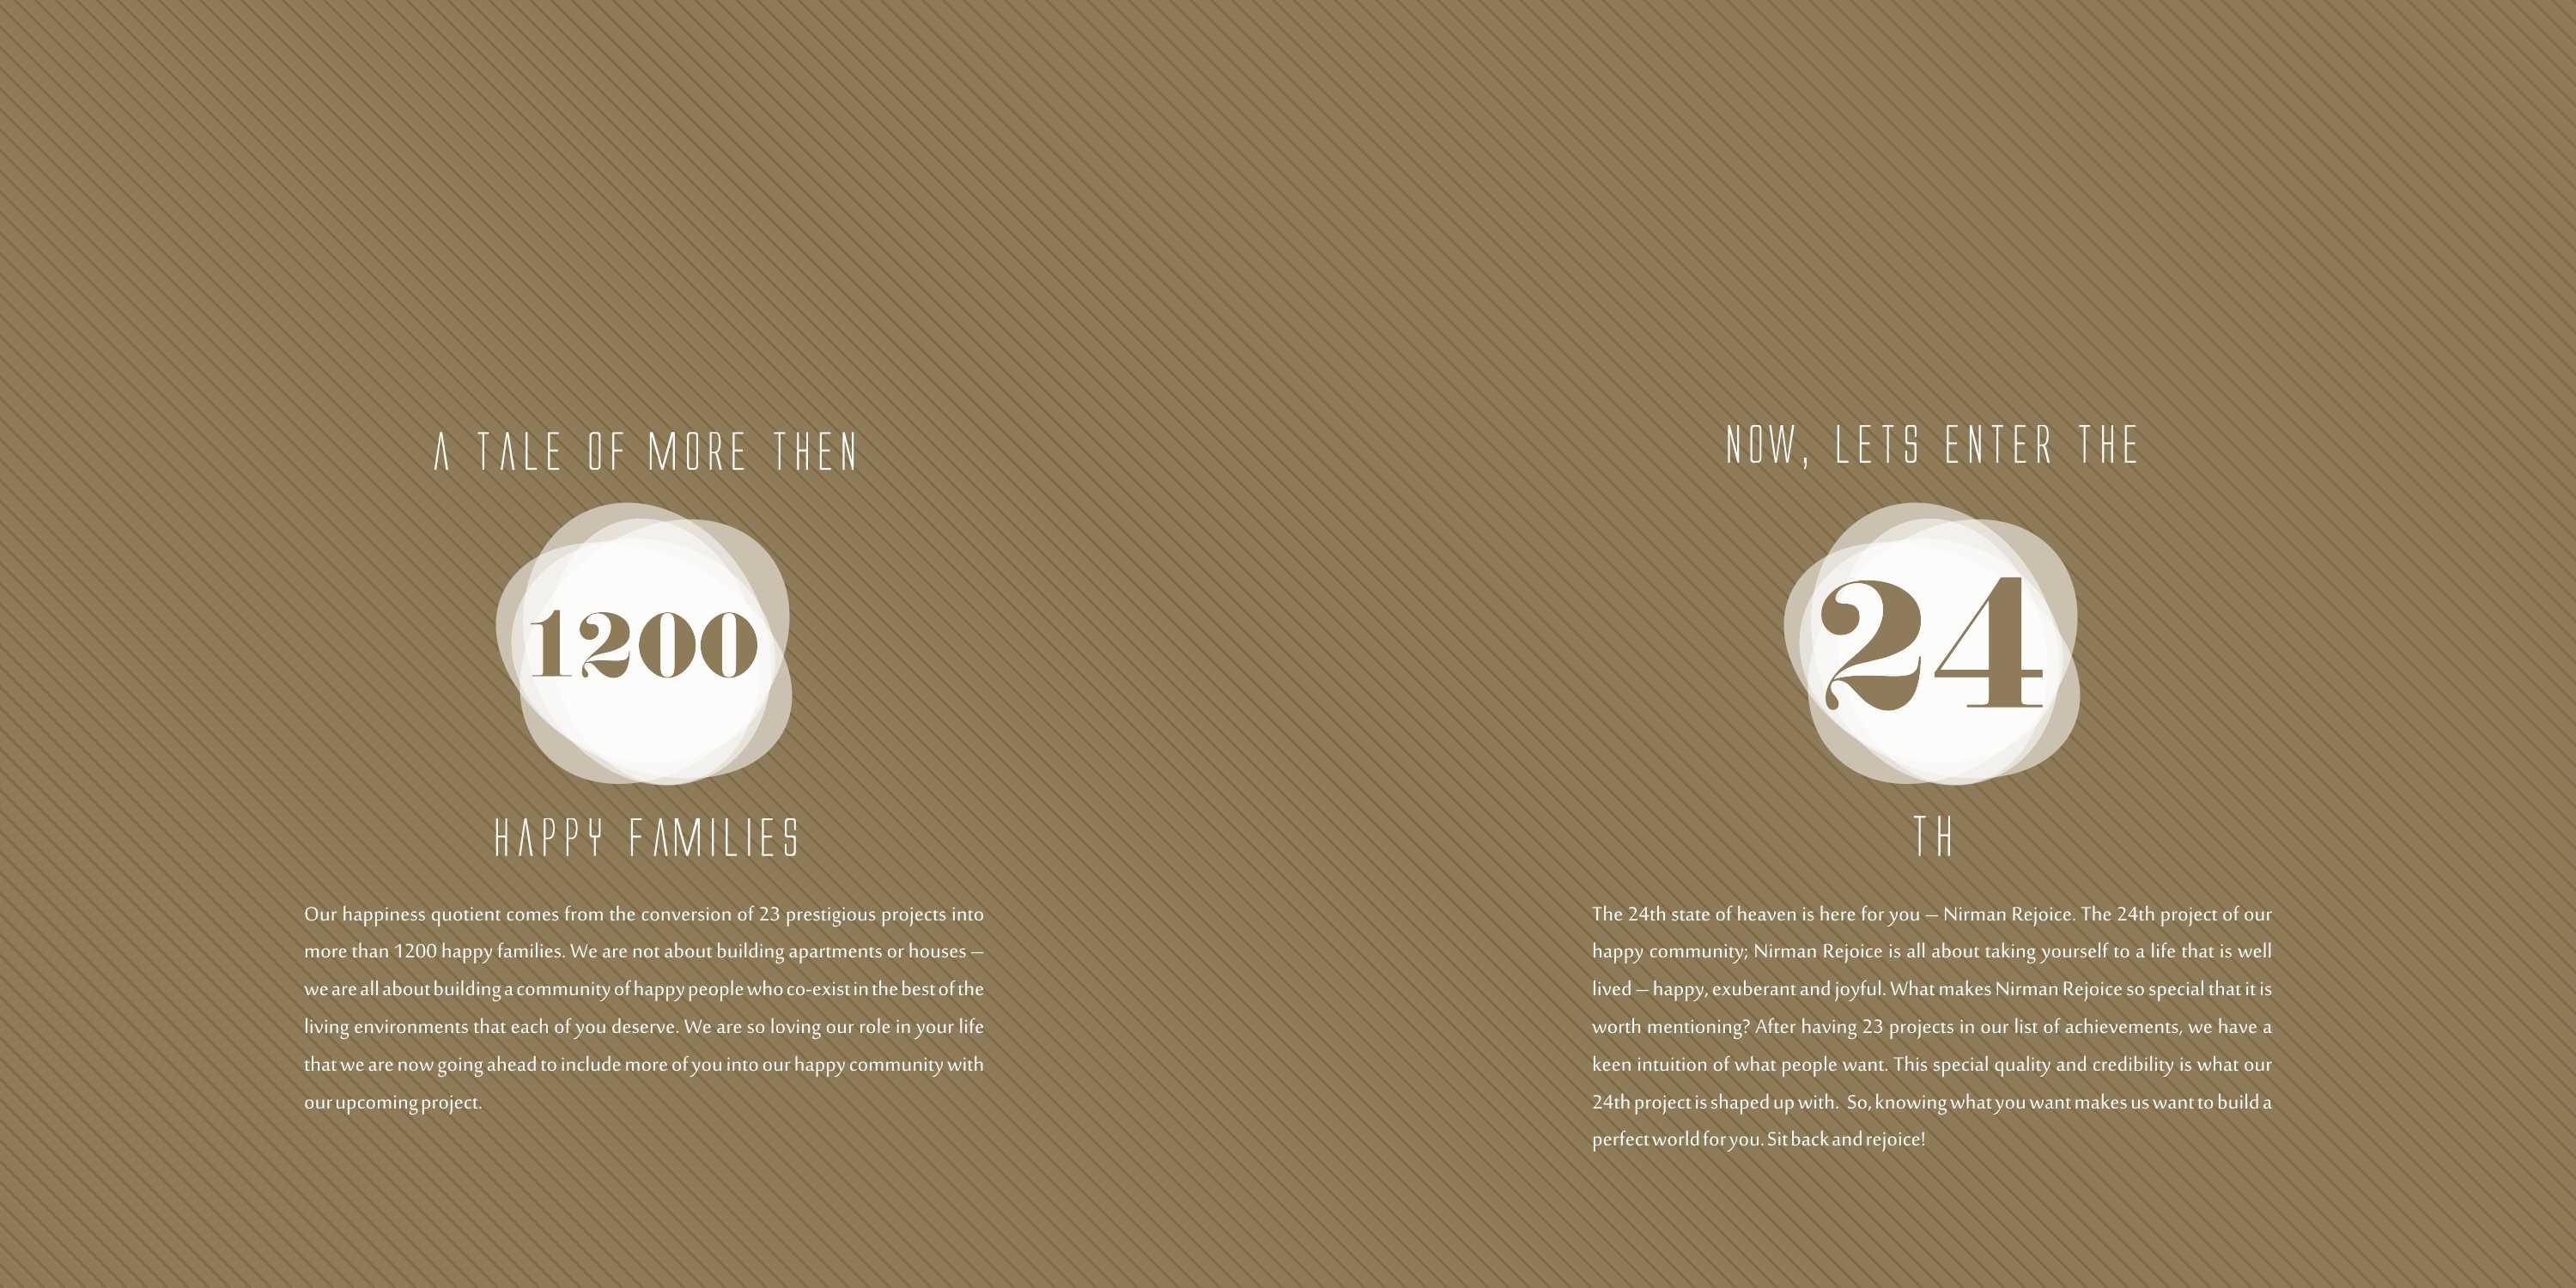 A TALE OF MORE THEN
1200
HAPPY FAMILIES
Our happiness quotient comes from the conversion of 23 prestigious projects into
more than 1200 happy families. We are not about building apartments or houses –
we are all about building a community of happy people who co-exist in the best of the
living environments that each of you deserve. We are so loving our role in your life
that we are now going ahead to include more of you into our happy community with
our upcoming project.
NOW, LETS ENTER THE
24
TH
The 24th state of heaven is here for you – Nirman Rejoice. The 24th project of our
happy community; Nirman Rejoice is all about taking yourself to a life that is well
lived – happy, exuberant and joyful. What makes Nirman Rejoice so special that it is
worth mentioning? After having 23 projects in our list of achievements, we have a
keen intuition of what people want. This special quality and credibility is what our
24th project is shaped up with. So, knowing what you want makes us want to build a
perfect world for you. Sit back and rejoice!